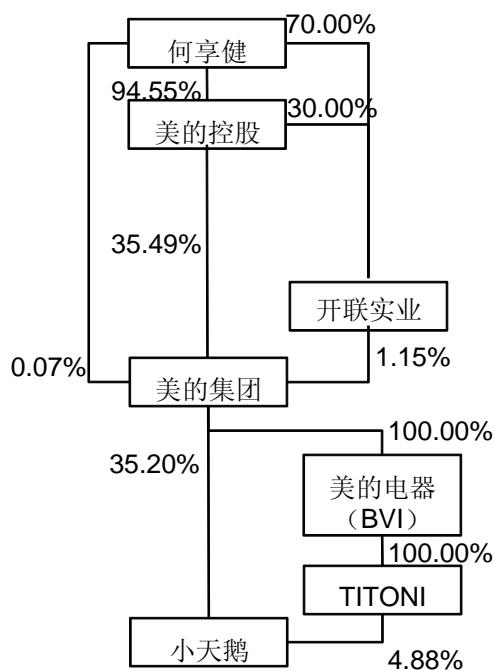 70.00%
何享健
94.55%
30.00%
美的控股
35.49%
开联实业
1.15%
0.07%
美的集团
100.00%
35.20%
美的电器
（BVI）
100.00%
TITONI
小天鹅
4.88%